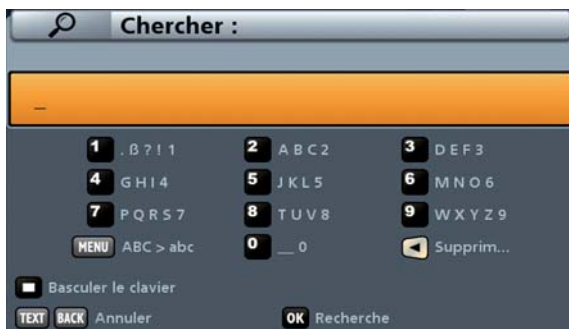 Chercher :
_
1 . ß ? ! 1 2 A B C 2 3 D E F 3
4 G H I 4 5 J K L 5 6 M N O 6
7 P Q R S 7 8 T U V 8 9 W X Y Z 9
MENU ABC > abc 0 _ 0 Supprim...
Basculer le clavier
TEXT BACK Annuler OK Recherche